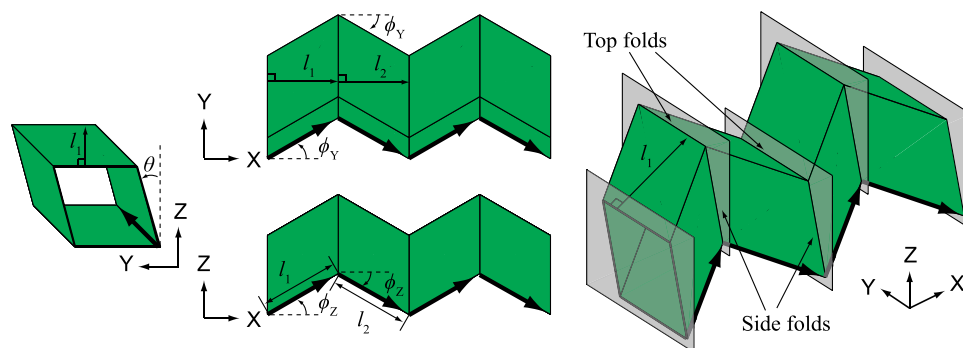 l₁
θ
Z
Y
Y
X
l₁
l₂
ϕY
ϕY
Z
X
l₁
l₂
ϕZ
ϕZ
Top folds
l₁
Side folds
Z
Y
X